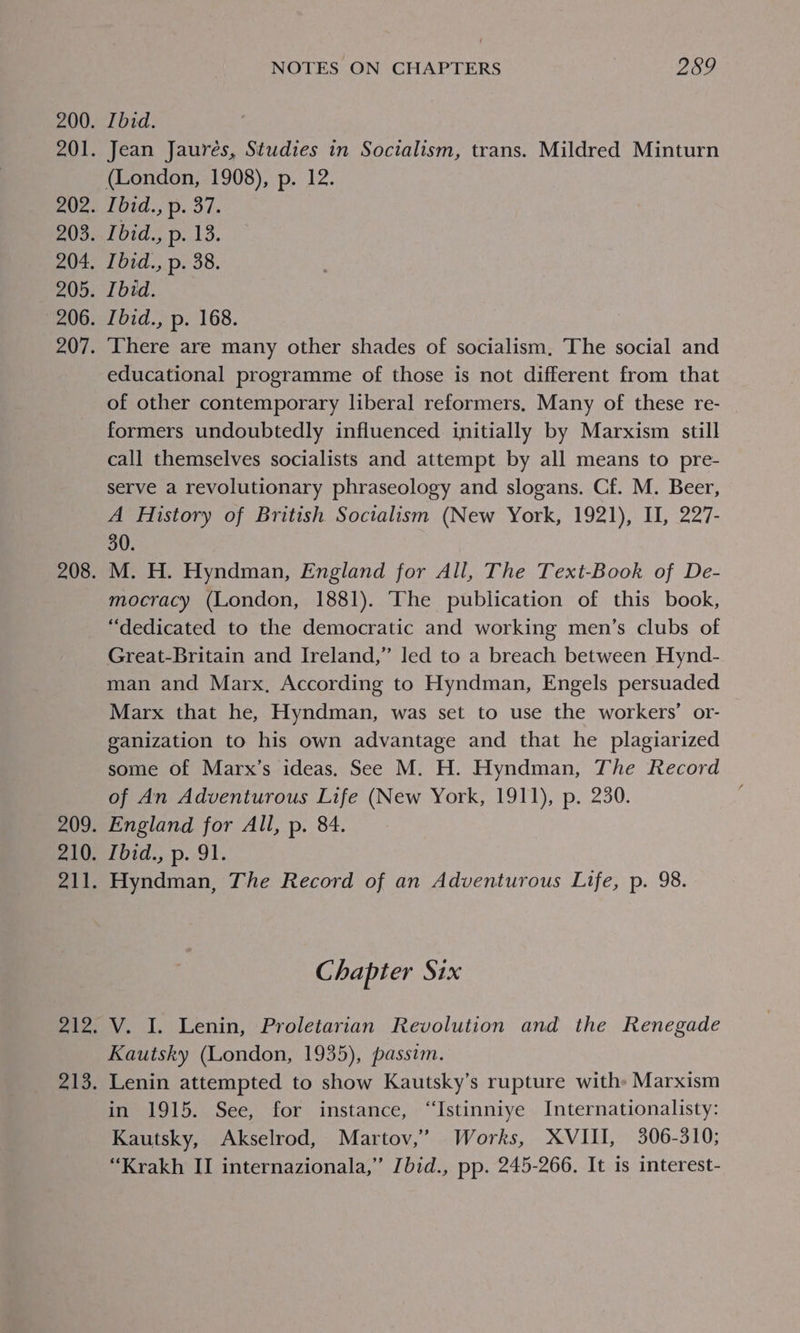 NOTES ON CHAPTERS 289
200. Ibid.
201. Jean Jaurès, Studies in Socialism, trans. Mildred Minturn
(London, 1908), p. 12.
202. Ibid., p. 37.
203. Ibid., p. 13.
204. Ibid., p. 38.
205. Ibid.
206. Ibid., p. 168.
207. There are many other shades of socialism. The social and
educational programme of those is not different from that
of other contemporary liberal reformers. Many of these re-
formers undoubtedly influenced initially by Marxism still
call themselves socialists and attempt by all means to pre-
serve a revolutionary phraseology and slogans. Cf. M. Beer,
A History of British Socialism (New York, 1921), II, 227-
30.
208. M. H. Hyndman, England for All, The Text-Book of De-
mocracy (London, 1881). The publication of this book,
“dedicated to the democratic and working men’s clubs of
Great-Britain and Ireland,” led to a breach between Hynd-
man and Marx. According to Hyndman, Engels persuaded
Marx that he, Hyndman, was set to use the workers’ or-
ganization to his own advantage and that he plagiarized
some of Marx’s ideas. See M. H. Hyndman, The Record
of An Adventurous Life (New York, 1911), p. 230.
209. England for All, p. 84.
210. Ibid., p. 91.
211. Hyndman, The Record of an Adventurous Life, p. 98.
Chapter Six
212. V. I. Lenin, Proletarian Revolution and the Renegade
Kautsky (London, 1935), passim.
213. Lenin attempted to show Kautsky’s rupture with Marxism
in 1915. See, for instance, “Istinniye Internationalisty:
Kautsky, Akselrod, Martov,” Works, XVIII, 306-310;
“Krakh II internazionala,” Ibid., pp. 245-266. It is interest-